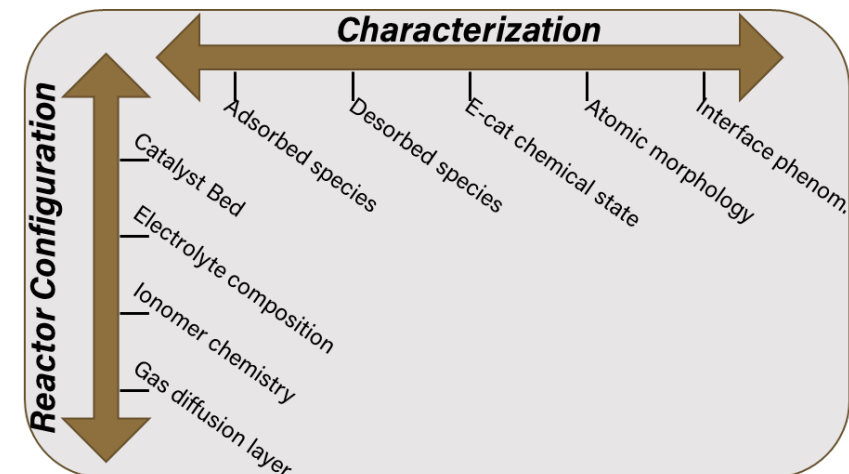 Characterization
Adsorbed species
Desorbed species
E-cat chemical state
Atomic morphology
Interface phenom.
Reactor Configuration
Catalyst Bed
Electrolyte composition
Ionomer chemistry
Gas diffusion layer